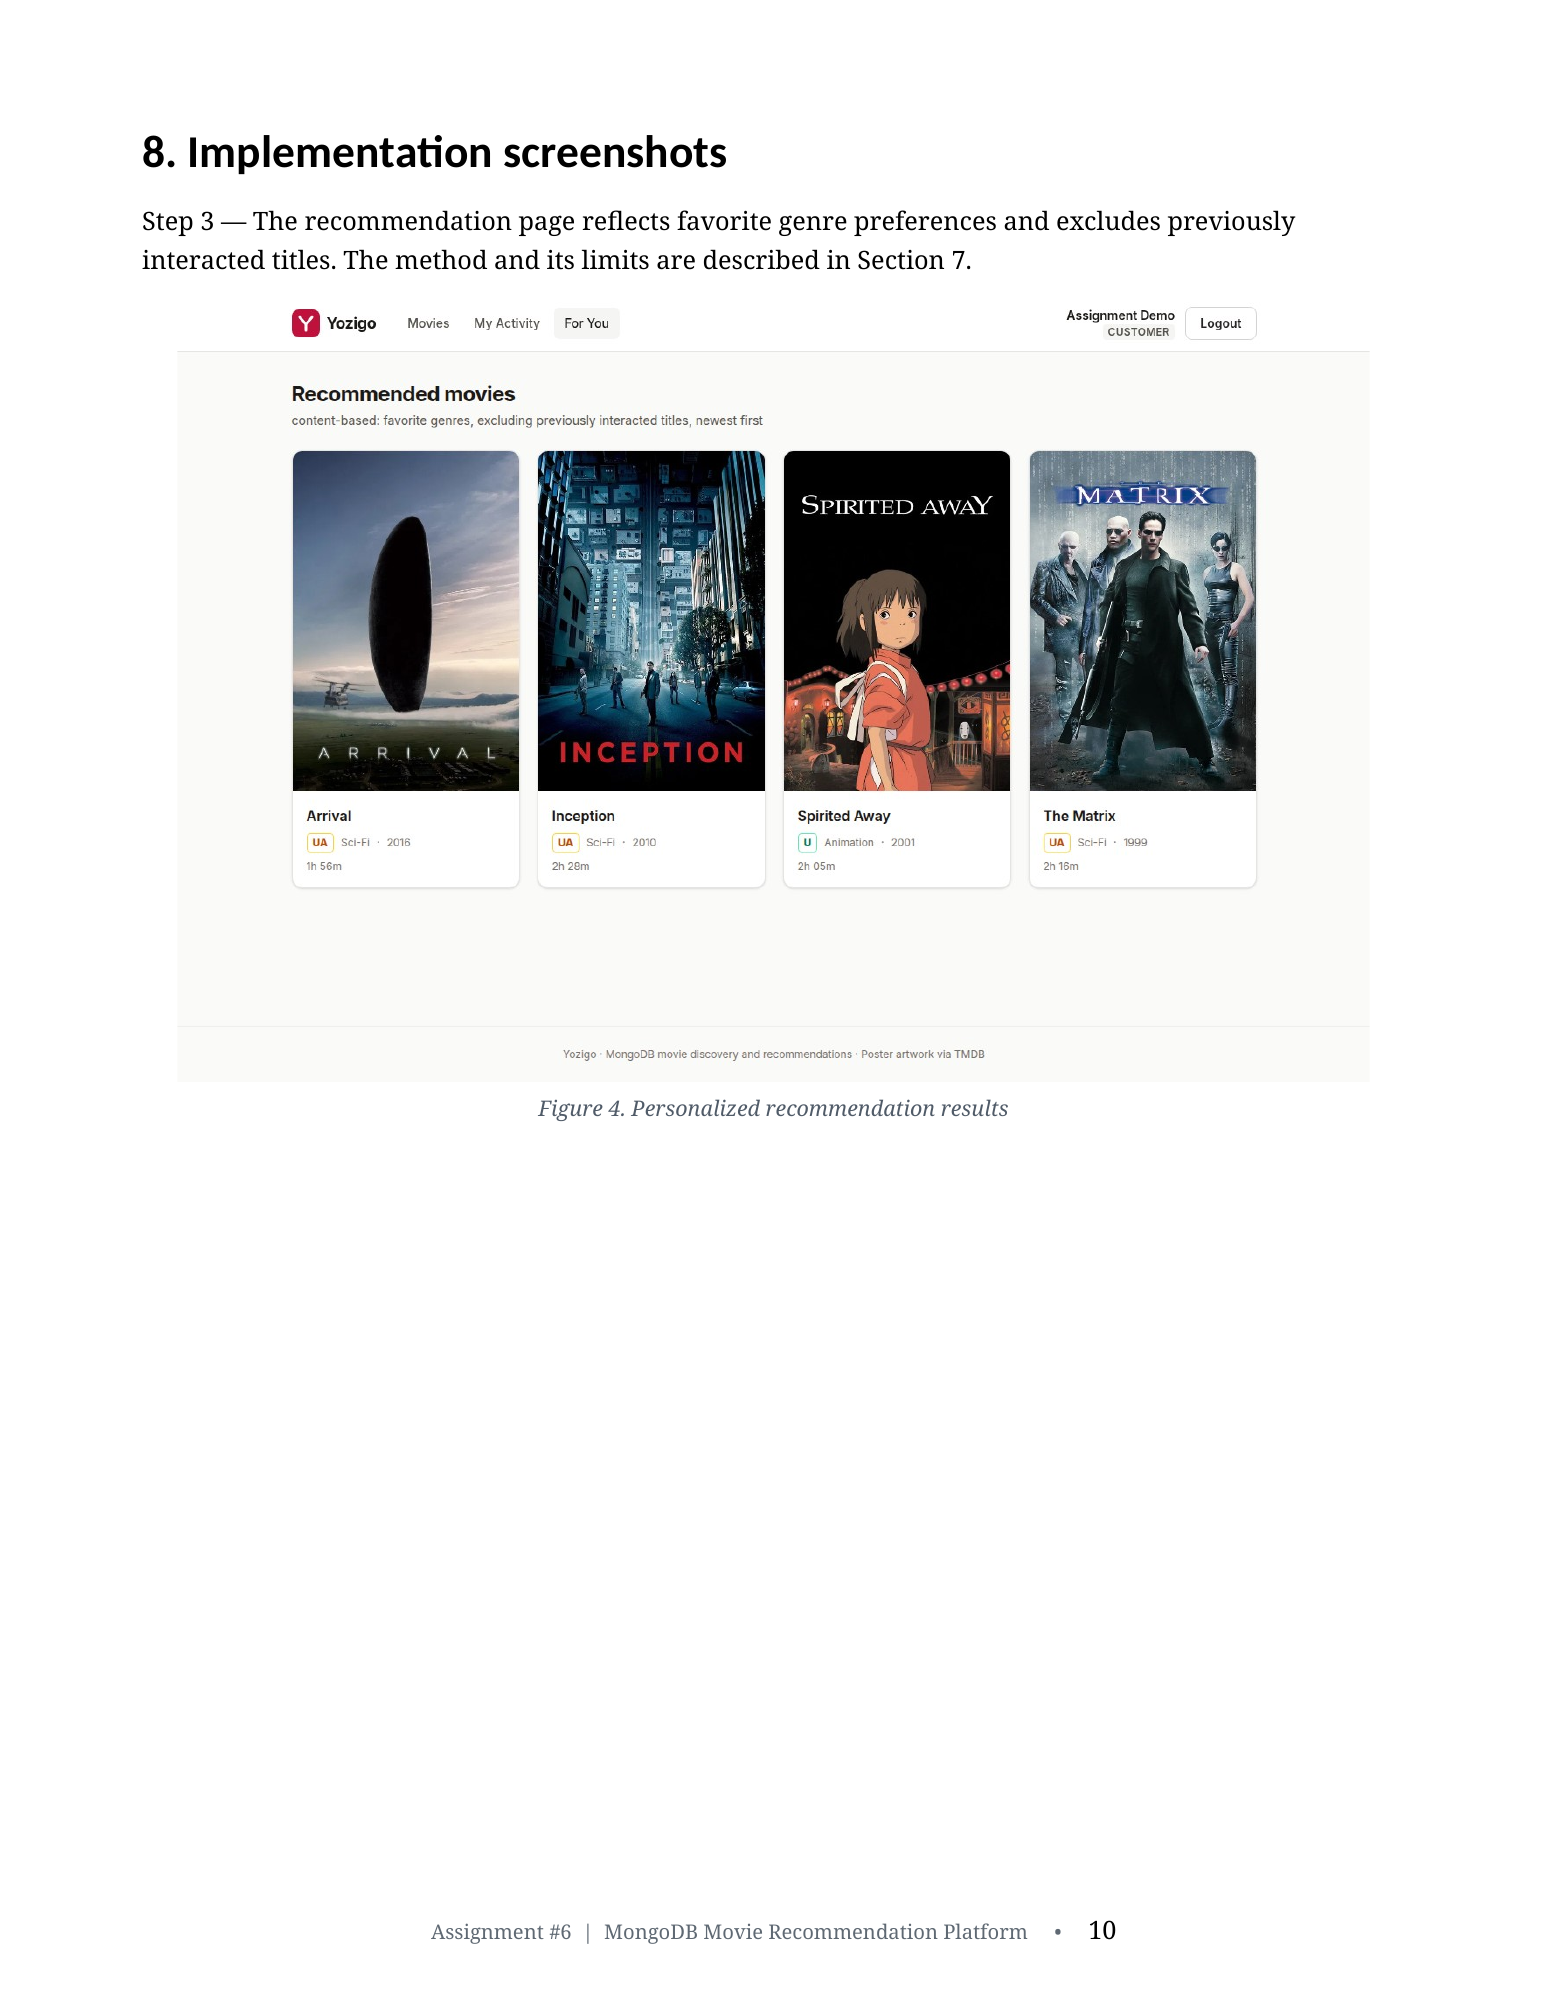 8. Implementation screenshots
Step 3 — The recommendation page reflects favorite genre preferences and excludes previously
interacted titles. The method and its limits are described in Section 7.
Y Yozigo Movies My Activity For You Assignment Demo Logout
CUSTOMER
Recommended movies
content-based: favorite genres, excluding previously interacted titles, newest first
ARRIVAL
INCEPTION
SPIRITED AWAY
MATRIX
Arrival
UA Sci-Fi · 2016
1h 56m
Inception
UA Sci-Fi · 2010
2h 28m
Spirited Away
U Animation · 2001
2h 05m
The Matrix
UA Sci-Fi · 1999
2h 16m
Yozigo · MongoDB movie discovery and recommendations · Poster artwork via TMDB
Figure 4. Personalized recommendation results
Assignment #6 | MongoDB Movie Recommendation Platform • 10